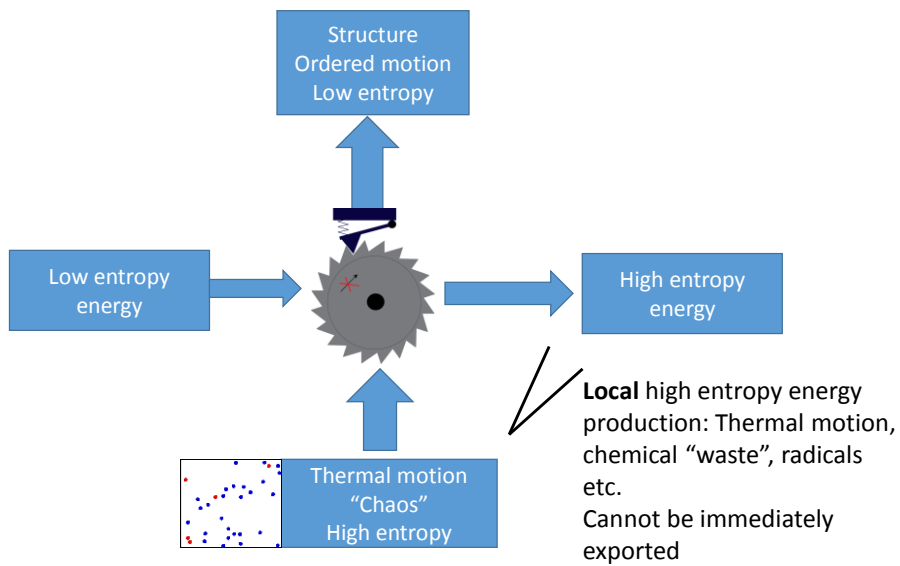 Structure
Ordered motion
Low entropy
Low entropy
energy
High entropy
energy
Local high entropy energy
production: Thermal motion,
chemical “waste”, radicals
etc.
Cannot be immediately
exported
Thermal motion
“Chaos”
High entropy